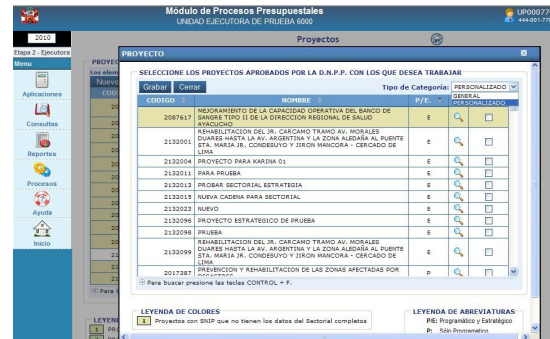 Módulo de Procesos Presupuestales
UNIDAD EJECUTORA DE PRUEBA 6000
2010
Proyectos
Etapa 2 - Ejecutora
Menu
Aplicaciones
Consultas
Reportes
Procesos
Ayuda
Inicio
PROYECTO
SELECCIONE LOS PROYECTOS APROBADOS POR LA D.N.P.P. CON LOS QUE DESEA TRABAJAR
Grabar Cerrar Tipo de Categoría: PERSONALIZADO
GENERAL
PERSONALIZADO
CODIGO NOMBRE P/E.
2087617 MEJORAMIENTO DE LA CAPACIDAD OPERATIVA DEL BANCO DE
SANGRE TIPO II DE LA DIRECCION REGIONAL DE SALUD E
AYACUCHO
REHABILITACION DEL JR. CARCAMO TRAMO AV. MORALES
2132001 DUARES HASTA LA AV. ARGENTINA Y LA ZONA ALEDAÑA AL PUENTE E
STA. MARIA JR. CONDESUYO Y JIRON MANCORA - CERCADO DE
LIMA
2132004 PROYECTO PARA KARINA 01 E
2132011 PARA PRUEBA E
2132013 PROBAR SECTORIAL ESTRATEGIA E
2132015 NUEVA CADENA PARA SECTORIAL E
2132023 NUEVO E
2132096 PROYECTO ESTRATEGICO DE PRUEBA E
2132098 PRUEBA E
REHABILITACION DEL JR. CARCAMO TRAMO AV. MORALES
2132099 DUARES HASTA LA AV. ARGENTINA Y LA ZONA ALEDAÑA AL PUENTE E
STA. MARIA JR. CONDESUYO Y JIRON MANCORA - CERCADO DE
LIMA
2017387 PREVENCION Y REHABILITACION DE LAS ZONAS AFECTADAS POR P
DESASTRES
Para buscar presione las teclas CONTROL + F.
LEYENDA DE COLORES
1 Proyectos con SNIP que no tienen los datos del Sectorial completos
LEYENDA DE ABREVIATURAS
P/E: Programático y Estratégico
P: Sólo Programatico